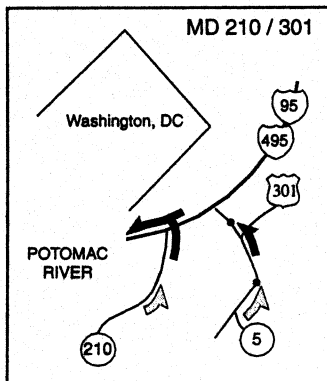 MD 210 / 301
95
Washington, DC
495
301
POTOMAC
RIVER
210
5